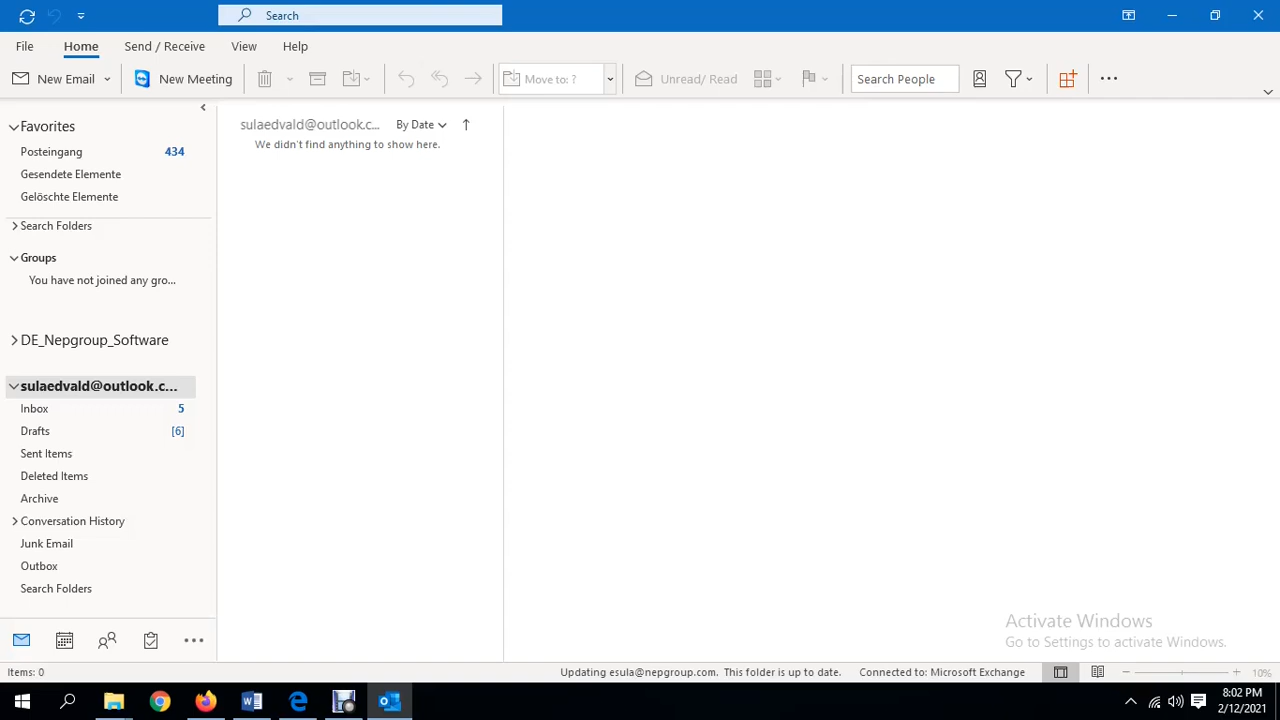 Search
File Home Send / Receive View Help
New Email New Meeting Move to: ? Unread/ Read Search People
Favorites
Posteingang 434
Gesendete Elemente
Gelöschte Elemente
Search Folders
Groups
You have not joined any gro...
DE_Nepgroup_Software
sulaedvald@outlook.c...
Inbox 5
Drafts [6]
Sent Items
Deleted Items
Archive
Conversation History
Junk Email
Outbox
Search Folders
sulaedvald@outlook.c... By Date
We didn't find anything to show here.
Activate Windows
Go to Settings to activate Windows.
Items: 0 Updating esula@nepgroup.com. This folder is up to date. Connected to: Microsoft Exchange 10%
8:02 PM
2/12/2021